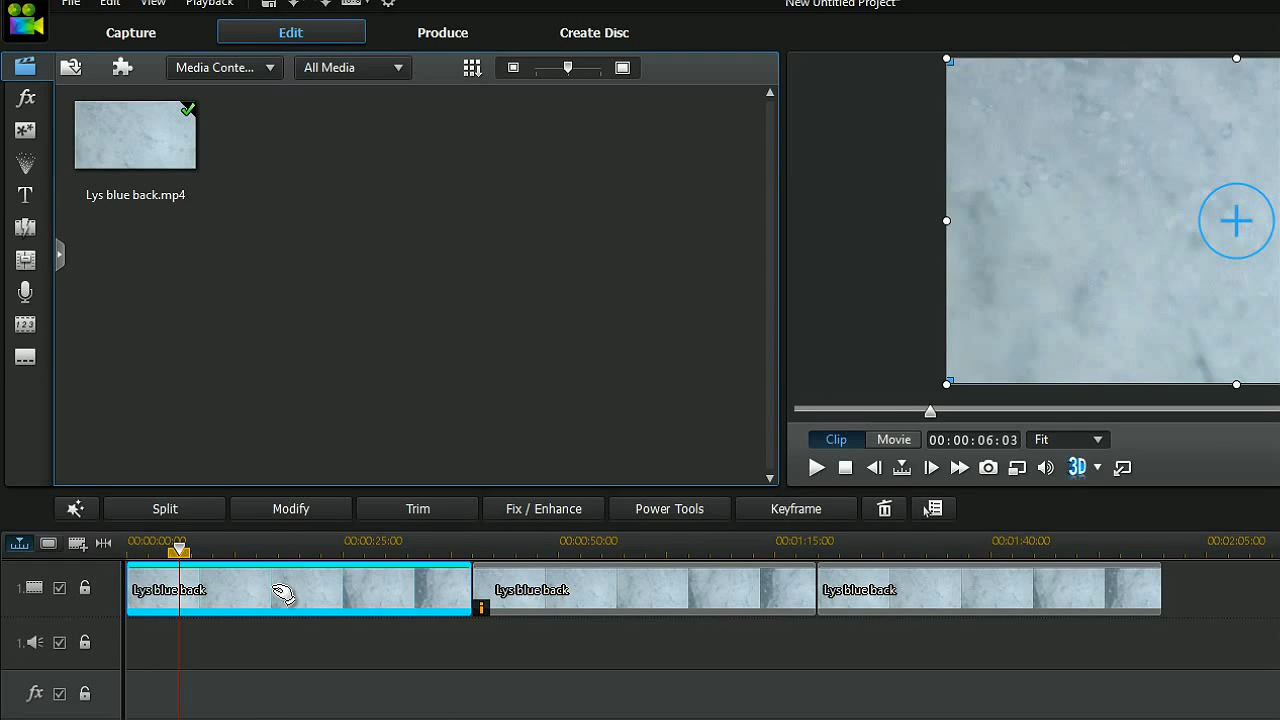 File Edit View Playback
New Untitled Project*
Capture Edit Produce Create Disc
Media Conte... All Media
fx
T
Lys blue back.mp4
123
Clip Movie 00:00:06:03 Fit
3D
Split Modify Trim Fix / Enhance Power Tools Keyframe
00:00:00:00 00:00:25:00 00:00:50:00 00:01:15:00 00:01:40:00 00:02:05:00
1. Lys blue back Lys blue back Lys blue back
i
1.
fx